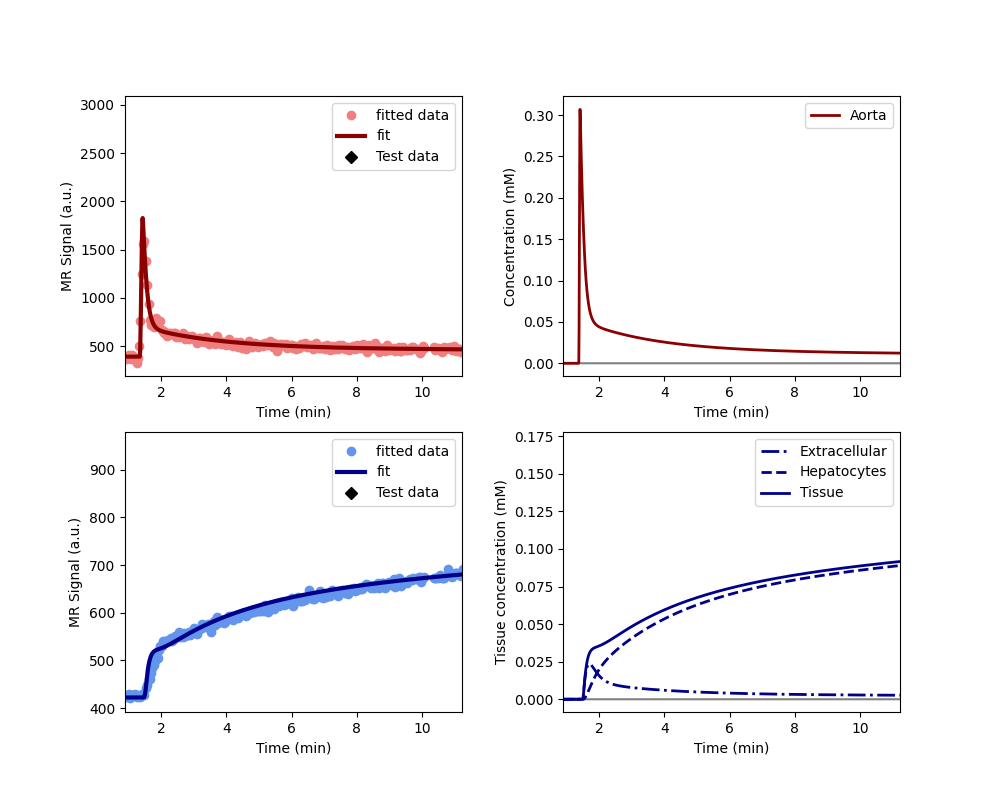 3000
2500
2000
1500
1000
500
MR Signal (a.u.)
2 4 6 8 10
Time (min)
fitted data
fit
Test data
0.30
0.25
0.20
0.15
0.10
0.05
0.00
Concentration (mM)
2 4 6 8 10
Time (min)
Aorta
900
800
700
600
500
400
MR Signal (a.u.)
2 4 6 8 10
Time (min)
fitted data
fit
Test data
0.175
0.150
0.125
0.100
0.075
0.050
0.025
0.000
Tissue concentration (mM)
2 4 6 8 10
Time (min)
Extracellular
Hepatocytes
Tissue